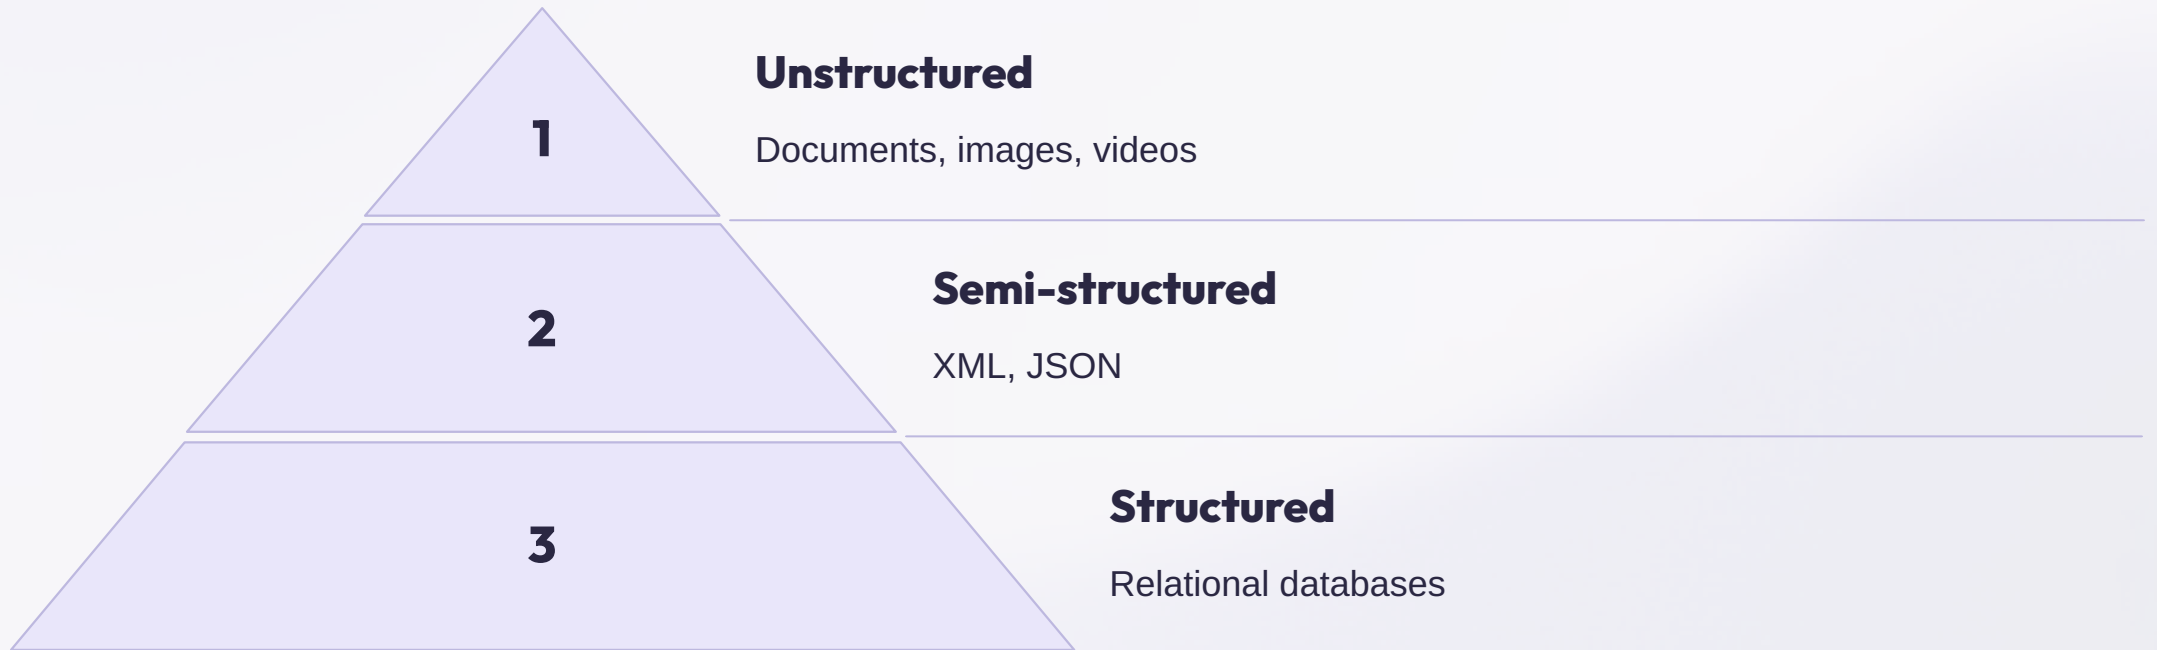 1
Unstructured
Documents, images, videos
2
Semi-structured
XML, JSON
3
Structured
Relational databases